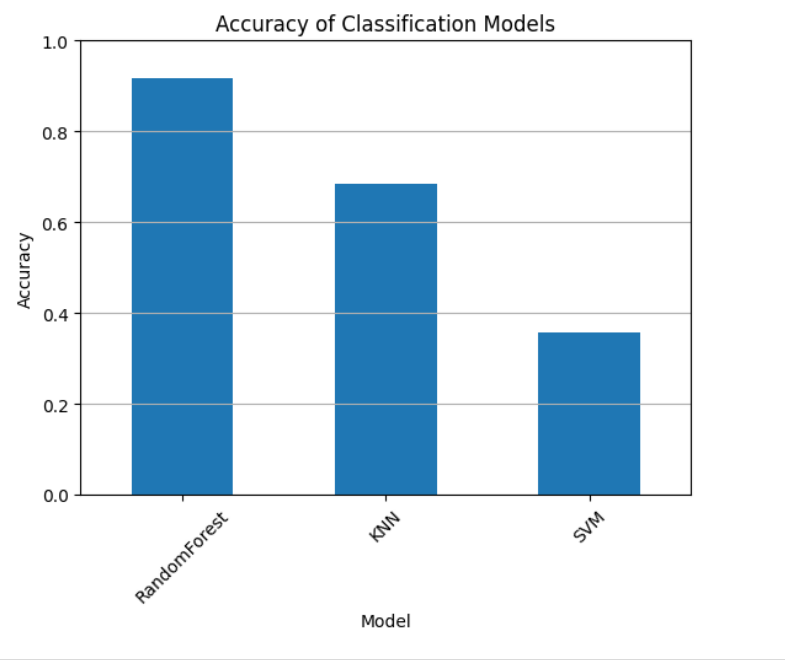 Accuracy of Classification Models
1.0
0.8
0.6
0.4
0.2
0.0
Accuracy
RandomForest
KNN
SVM
Model